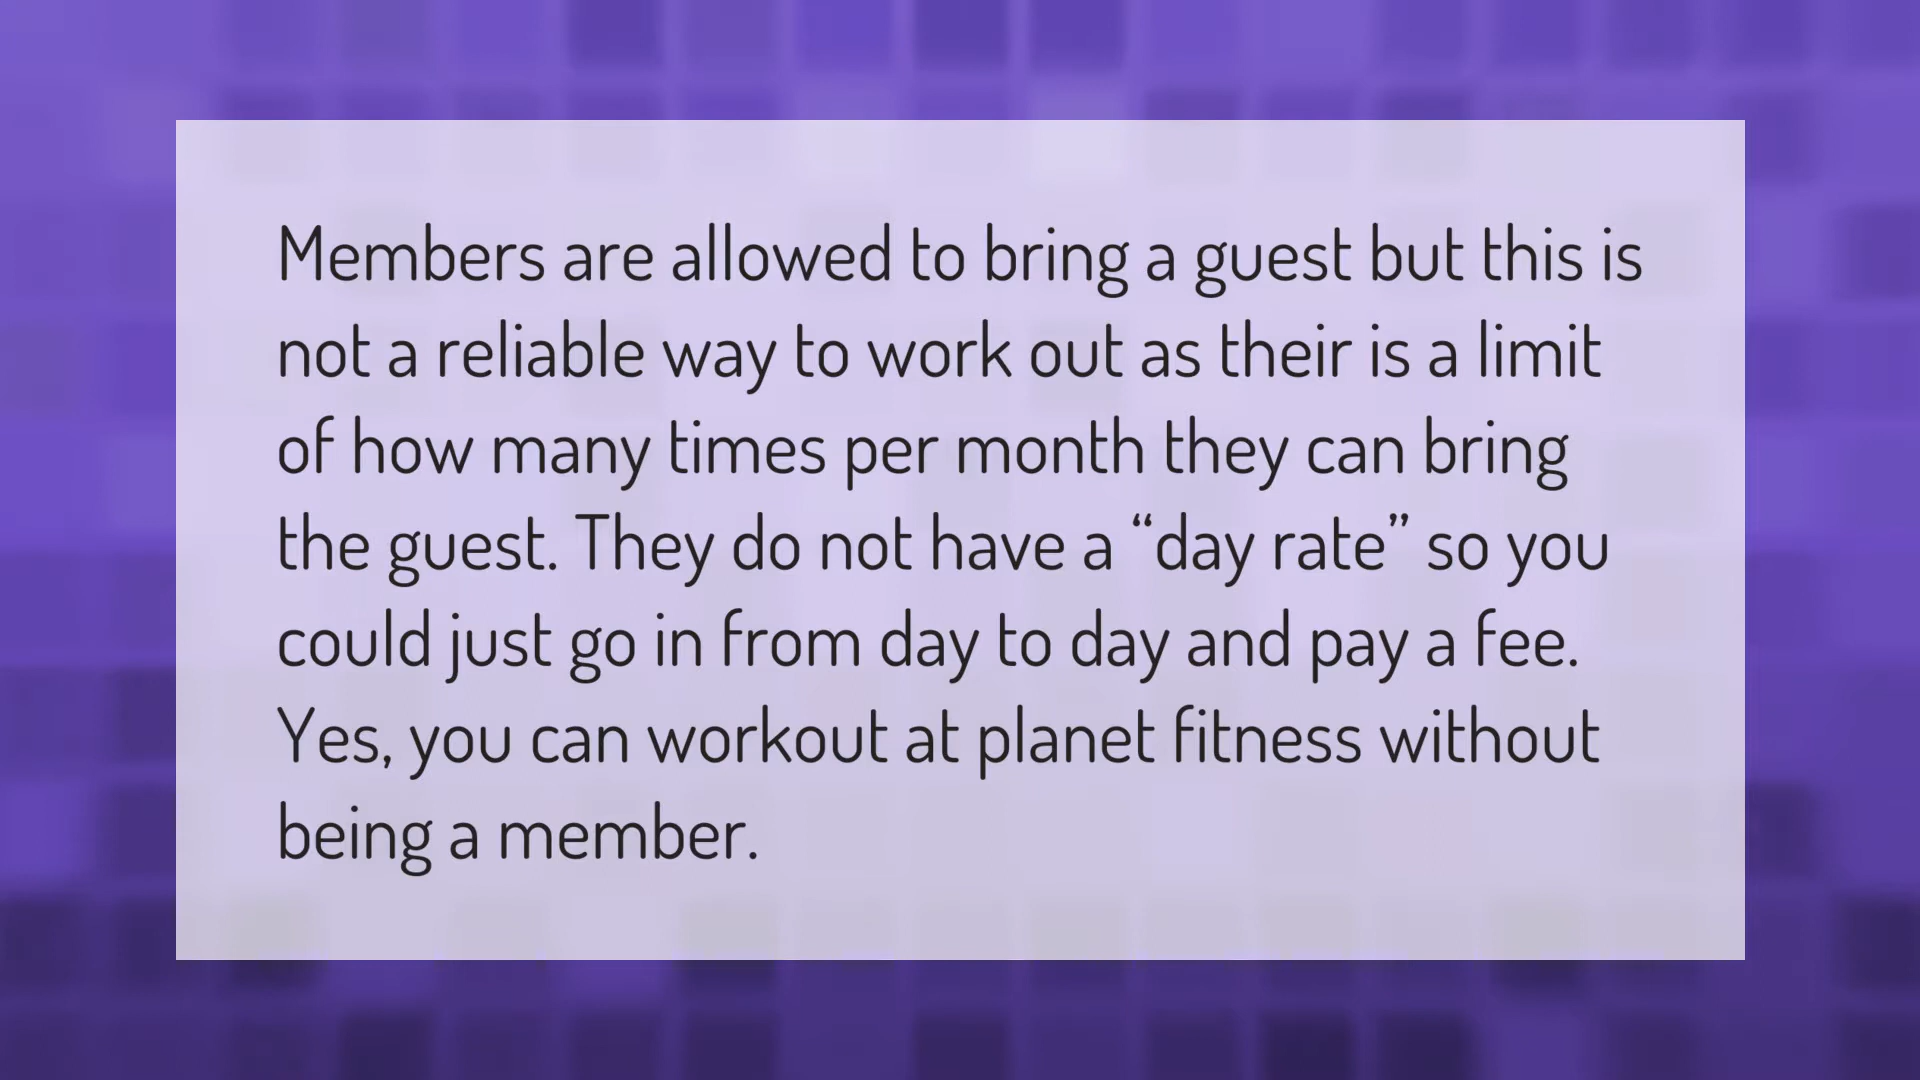 Members are allowed to bring a guest but this is
not a reliable way to work out as their is a limit
of how many times per month they can bring
the guest. They do not have a “day rate” so you
could just go in from day to day and pay a fee.
Yes, you can workout at planet fitness without
being a member.